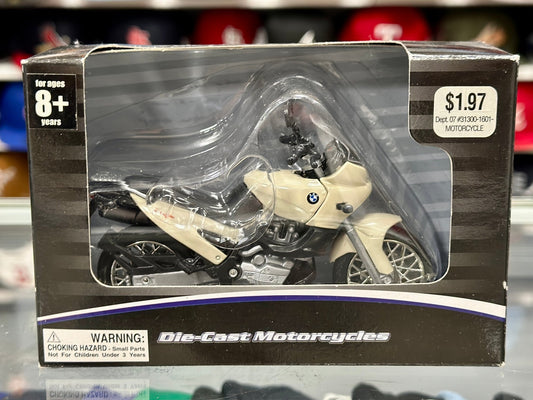 for ages
8+
years
$1.97
Dept. 07 #31300-1601-
MOTORCYCLE
BMW
WARNING:
CHOKING HAZARD - Small Parts
Not For Children Under 3 Years
Die-Cast Motorcycles